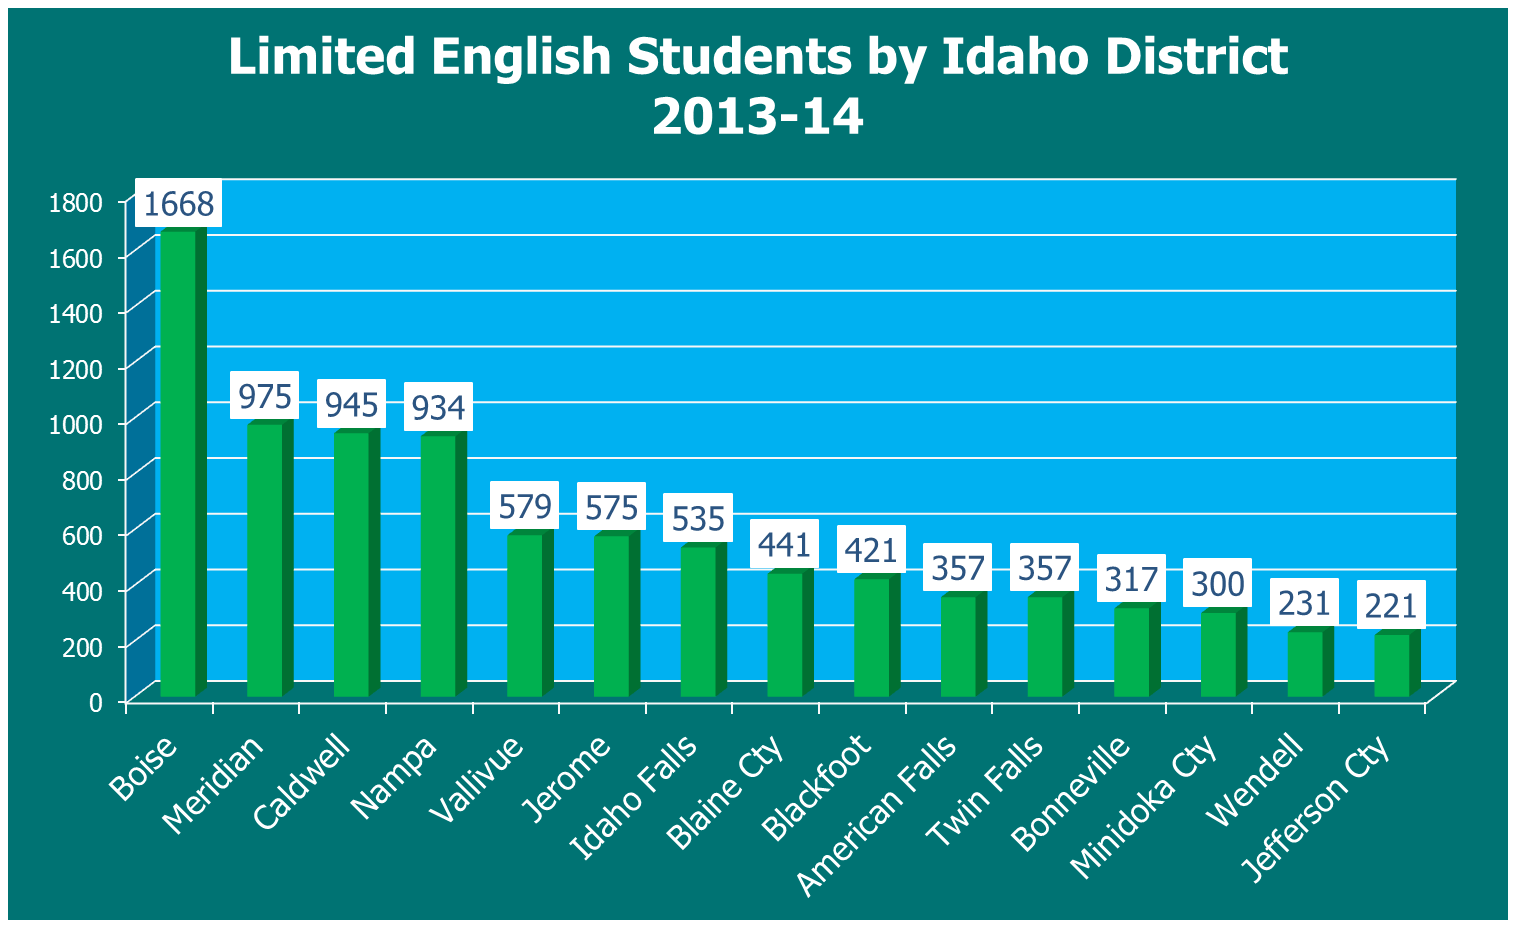 Limited English Students by Idaho District
2013-14
1800
1600
1400
1200
1000
800
600
400
200
0
1668
975
945
934
579
575
535
441
421
357
357
317
300
231
221
Boise
Meridian
Caldwell
Nampa
Vallivue
Jerome
Idaho Falls
Blaine Cty
Blackfoot
American Falls
Twin Falls
Bonneville
Minidoka Cty
Wendell
Jefferson Cty